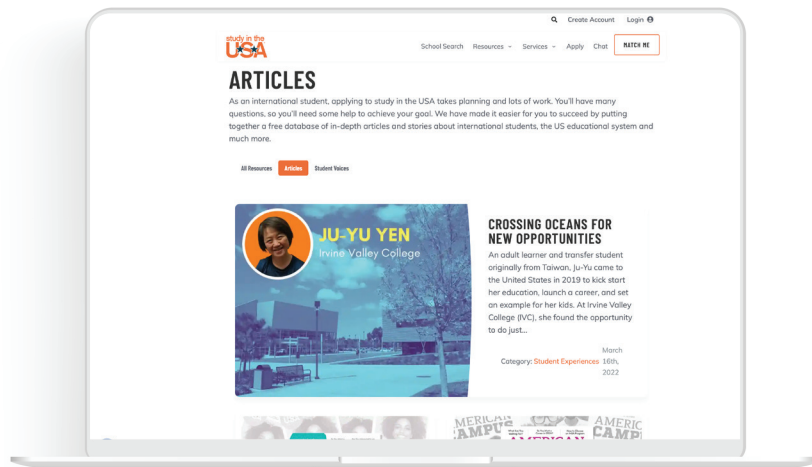 Create Account Login
study in the
USA
School Search Resources Services Apply Chat MATCH ME
ARTICLES
As an international student, applying to study in the USA takes planning and lots of work. You'll have many
questions, so you'll need some help to achieve your goal. We have made it easier for you to succeed by putting
together a free database of in-depth articles and stories about international students, the US educational system and
much more.
All Resources Articles Student Voices
JU-YU YEN
Irvine Valley College
CROSSING OCEANS FOR
NEW OPPORTUNITIES
An adult learner and transfer student
originally from Taiwan, Ju-Yu came to
the United States in 2019 to kick start
her education, launch a career, and set
an example for her kids. At Irvine Valley
College (IVC), she found the opportunity
to do just...
Category: Student Experiences March
16th,
2022
AMERICAN